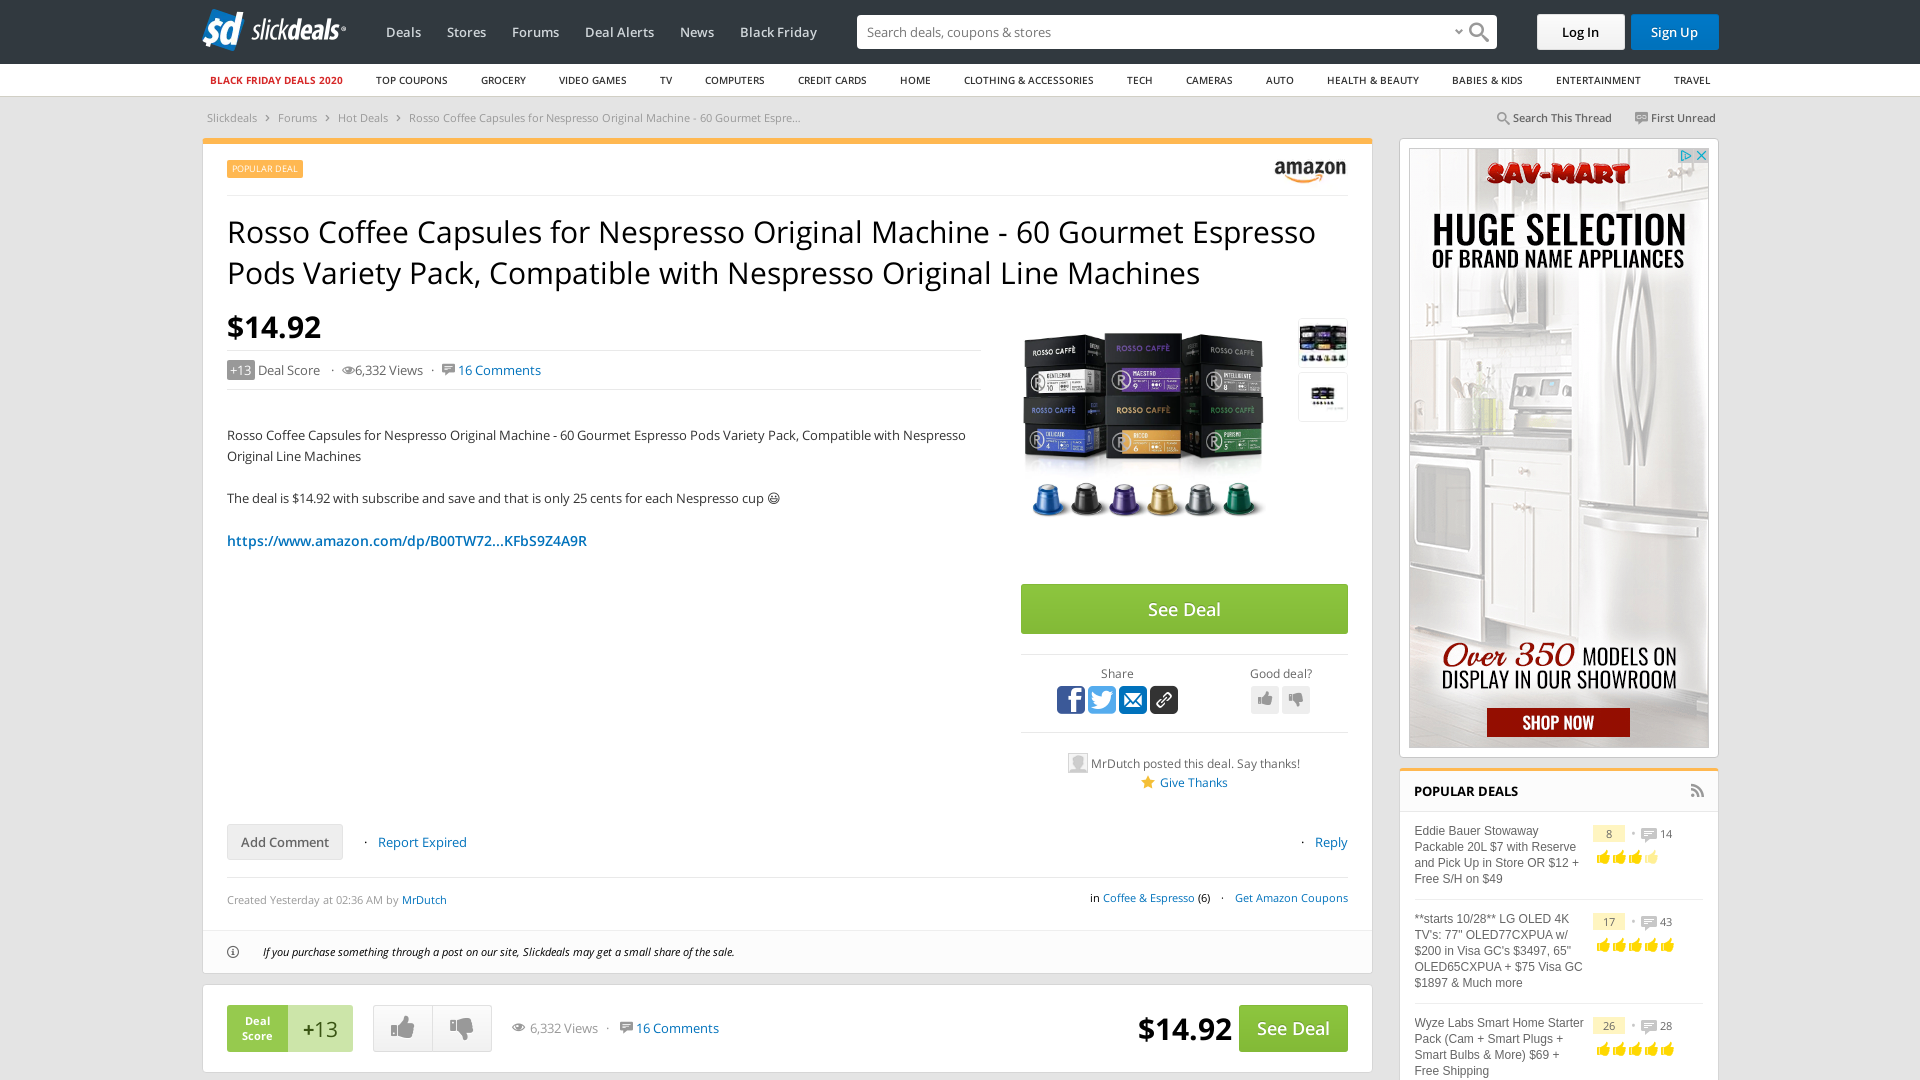 slickdeals
Deals
Stores
Forums
Deal Alerts
News
Black Friday
Search deals, coupons & stores
Log In
Sign Up
BLACK FRIDAY DEALS 2020
TOP COUPONS
GROCERY
VIDEO GAMES
TV
COMPUTERS
CREDIT CARDS
HOME
CLOTHING & ACCESSORIES
TECH
CAMERAS
AUTO
HEALTH & BEAUTY
BABIES & KIDS
ENTERTAINMENT
TRAVEL
Slickdeals › Forums › Hot Deals › Rosso Coffee Capsules for Nespresso Original Machine - 60 Gourmet Espre...
Search This Thread
First Unread
POPULAR DEAL
amazon
Rosso Coffee Capsules for Nespresso Original Machine - 60 Gourmet Espresso
Pods Variety Pack, Compatible with Nespresso Original Line Machines
$14.92
+13 Deal Score · 6,332 Views · 16 Comments
Rosso Coffee Capsules for Nespresso Original Machine - 60 Gourmet Espresso Pods Variety Pack, Compatible with Nespresso
Original Line Machines
The deal is $14.92 with subscribe and save and that is only 25 cents for each Nespresso cup 😃
https://www.amazon.com/dp/B00TW72...KFbS9Z4A9R
ROSSO CAFFÈ
ROSSO CAFFÈ
ROSSO CAFFÈ
GENTLEMAN
10
MAESTRO
9
INTELLIGENTE
8
ROSSO CAFFÈ
ROSSO CAFFÈ
ROSSO CAFFÈ
DELICATO
4
RICCO
6
PURISMO
5
See Deal
Share
Good deal?
MrDutch posted this deal. Say thanks!
Give Thanks
Add Comment
· Report Expired
· Reply
Created Yesterday at 02:36 AM by MrDutch
in Coffee & Espresso (6) · Get Amazon Coupons
If you purchase something through a post on our site, Slickdeals may get a small share of the sale.
Deal
Score
+13
6,332 Views · 16 Comments
$14.92
See Deal
SAV-MART
HUGE SELECTION
OF BRAND NAME APPLIANCES
Over 350 MODELS ON
DISPLAY IN OUR SHOWROOM
SHOP NOW
POPULAR DEALS
Eddie Bauer Stowaway
Packable 20L $7 with Reserve
and Pick Up in Store OR $12 +
Free S/H on $49
8 • 14
**starts 10/28** LG OLED 4K
TV's: 77" OLED77CXPUA w/
$200 in Visa GC's $3497, 65"
OLED65CXPUA + $75 Visa GC
$1897 & Much more
17 • 43
Wyze Labs Smart Home Starter
Pack (Cam + Smart Plugs +
Smart Bulbs & More) $69 +
Free Shipping
26 • 28